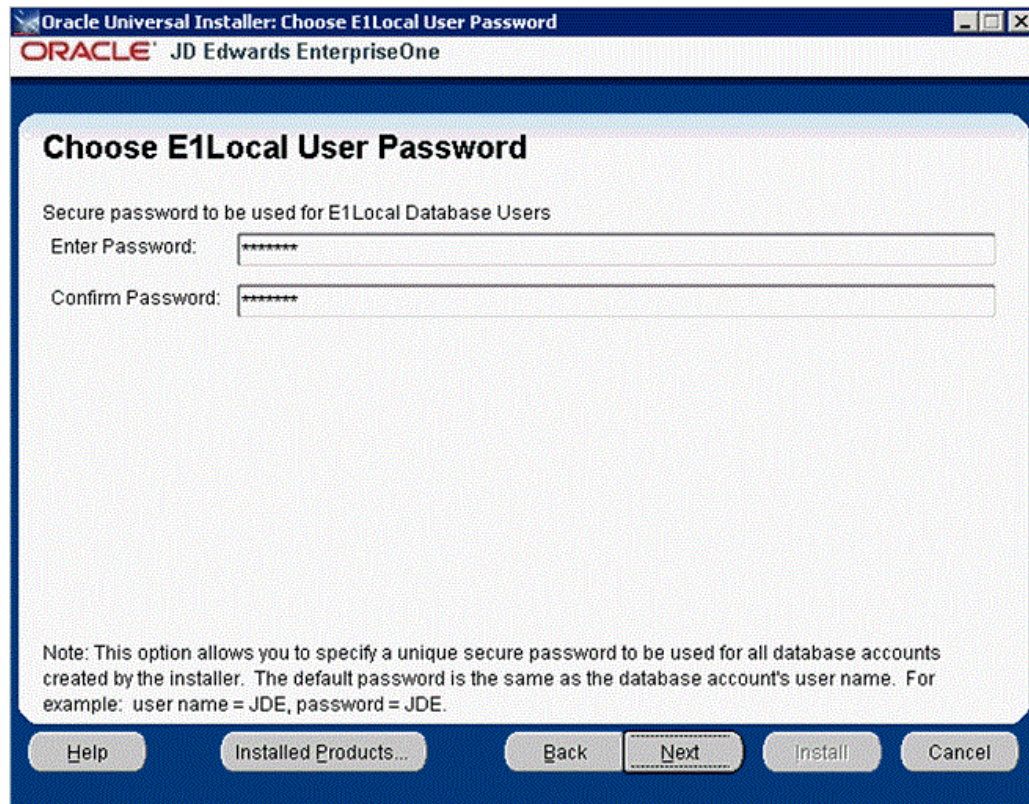 Oracle Universal Installer: Choose E1Local User Password
ORACLE JD Edwards EnterpriseOne
Choose E1Local User Password
Secure password to be used for E1Local Database Users
Enter Password: *******
Confirm Password: *******
Note: This option allows you to specify a unique secure password to be used for all database accounts
created by the installer. The default password is the same as the database account's user name. For
example: user name = JDE, password = JDE.
Help Installed Products... Back Next Install Cancel